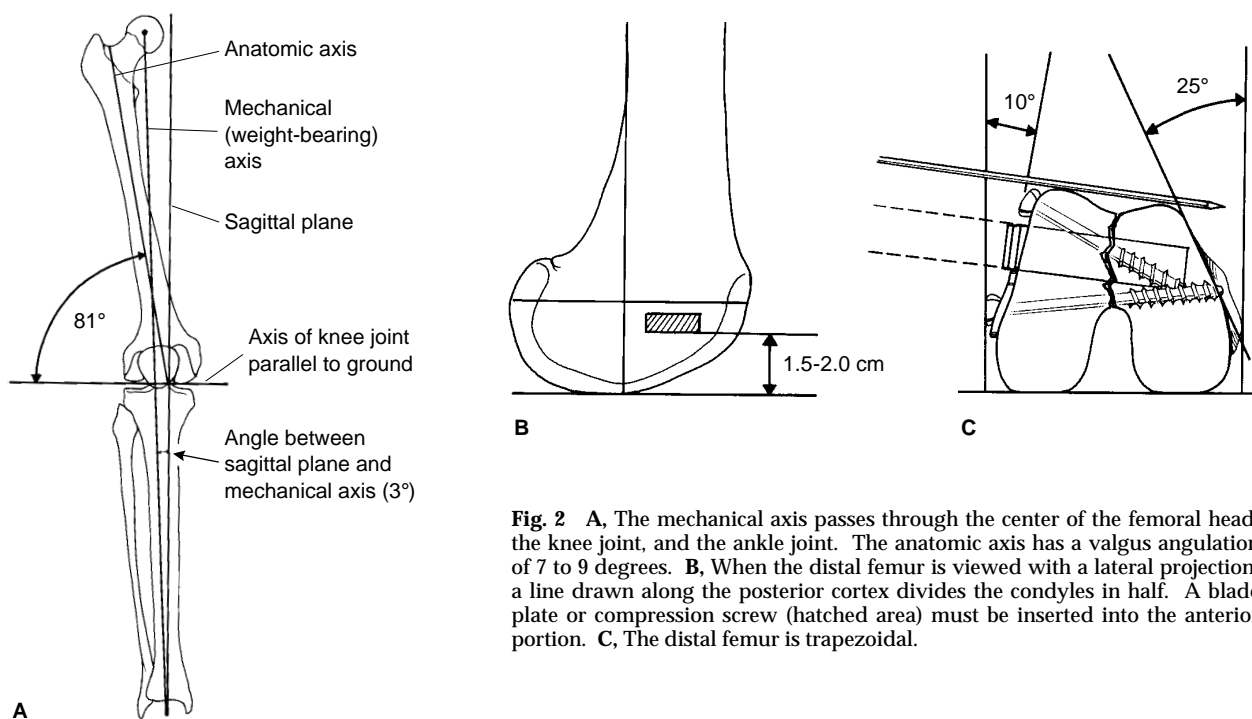 Anatomic axis
Mechanical
(weight-bearing)
axis
Sagittal plane
81°
Axis of knee joint
parallel to ground
Angle between
sagittal plane and
mechanical axis (3°)
A
1.5-2.0 cm
B
10°
25°
C
Fig. 2 A, The mechanical axis passes through the center of the femoral head
the knee joint, and the ankle joint. The anatomic axis has a valgus angulation
of 7 to 9 degrees. B, When the distal femur is viewed with a lateral projection
a line drawn along the posterior cortex divides the condyles in half. A blade
plate or compression screw (hatched area) must be inserted into the anterior
portion. C, The distal femur is trapezoidal.